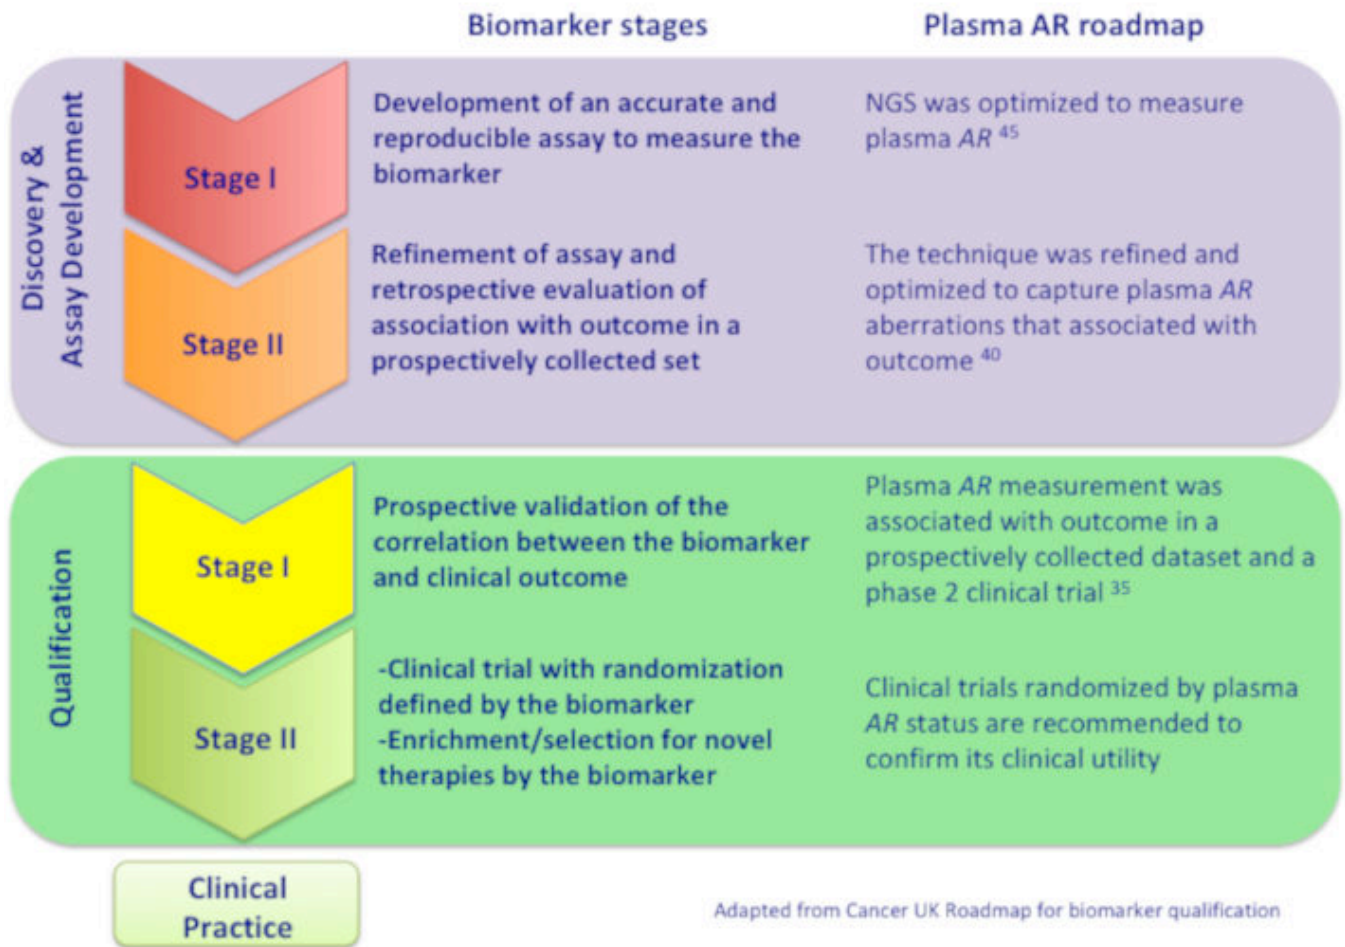 Biomarker stages
Plasma AR roadmap
Discovery &
Assay Development
Stage I
Development of an accurate and
reproducible assay to measure the
biomarker
NGS was optimized to measure
plasma AR 45
Stage II
Refinement of assay and
retrospective evaluation of
association with outcome in a
prospectively collected set
The technique was refined and
optimized to capture plasma AR
aberrations that associated with
outcome 40
Qualification
Stage I
Prospective validation of the
correlation between the biomarker
and clinical outcome
Plasma AR measurement was
associated with outcome in a
prospectively collected dataset and a
phase 2 clinical trial 35
Stage II
-Clinical trial with randomization
defined by the biomarker
-Enrichment/selection for novel
therapies by the biomarker
Clinical trials randomized by plasma
AR status are recommended to
confirm its clinical utility
Clinical
Practice
Adapted from Cancer UK Roadmap for biomarker qualification